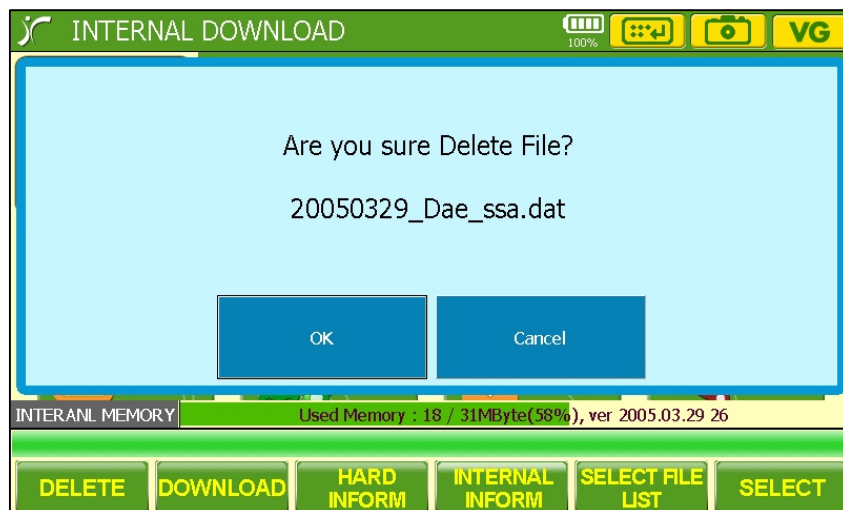 INTERNAL DOWNLOAD
100%
VG
Are you sure Delete File?
20050329_Dae_ssa.dat
OK
Cancel
INTERANL MEMORY
Used Memory : 18 / 31MByte(58%), ver 2005.03.29 26
DELETE
DOWNLOAD
HARD
INFORM
INTERNAL
INFORM
SELECT FILE
LIST
SELECT